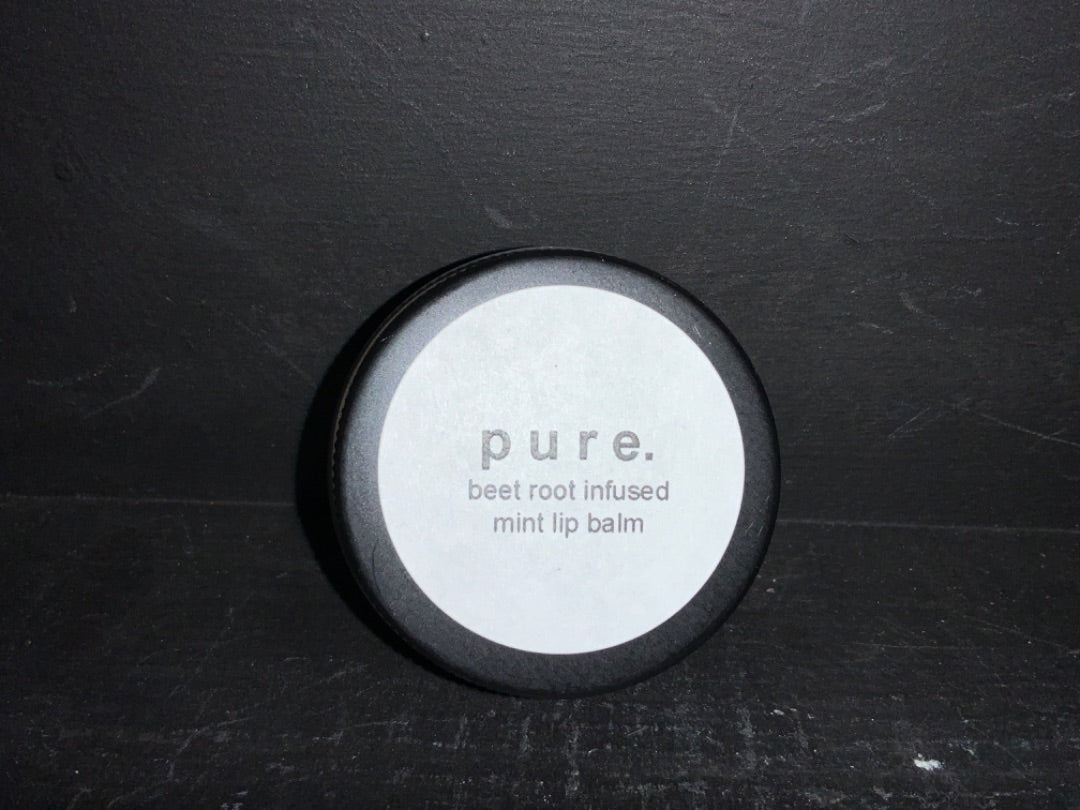 pure.
beet root infused
mint lip balm